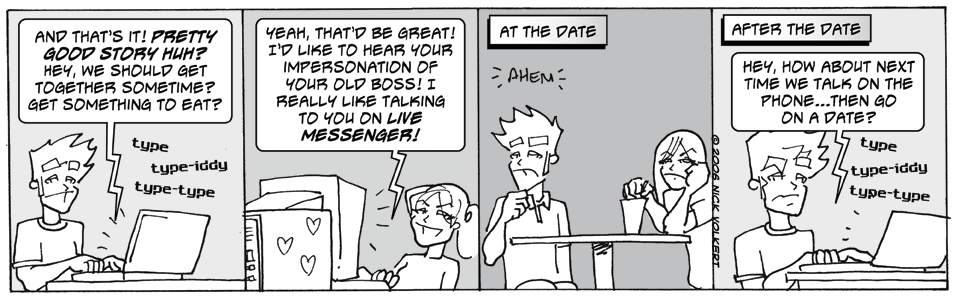 AND THAT'S IT! PRETTY
GOOD STORY HUH?
HEY, WE SHOULD GET
TOGETHER SOMETIME?
GET SOMETHING TO EAT?
type
type-iddy
type-type
YEAH, THAT'D BE GREAT!
I'D LIKE TO HEAR YOUR
IMPERSONATION OF
YOUR OLD BOSS! I
REALLY LIKE TALKING
TO YOU ON LIVE
MESSENGER!
AT THE DATE
AHEM
© 2006 NICK VOLKERT
AFTER THE DATE
HEY, HOW ABOUT NEXT
TIME WE TALK ON THE
PHONE...THEN GO
ON A DATE?
type
type-iddy
type-type